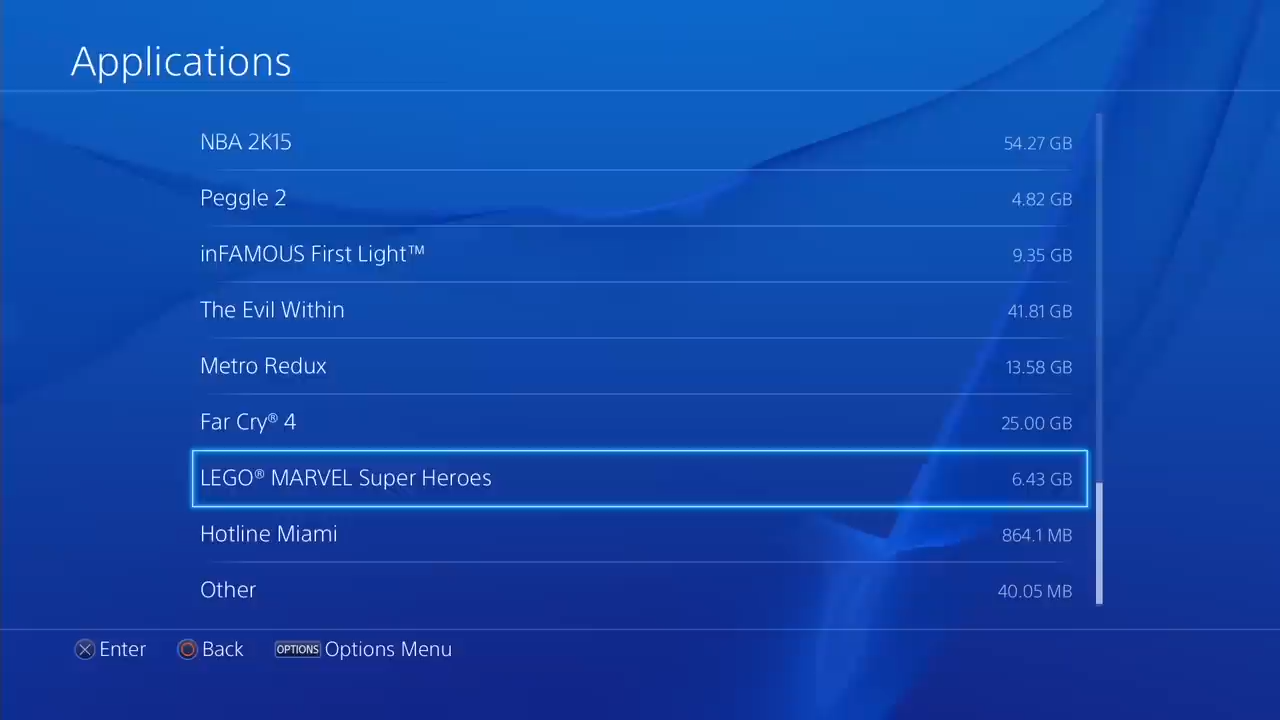 Applications
NBA 2K15 54.27 GB
Peggle 2 4.82 GB
inFAMOUS First Light™ 9.35 GB
The Evil Within 41.81 GB
Metro Redux 13.58 GB
Far Cry® 4 25.00 GB
LEGO® MARVEL Super Heroes 6.43 GB
Hotline Miami 864.1 MB
Other 40.05 MB
Enter Back OPTIONS Options Menu